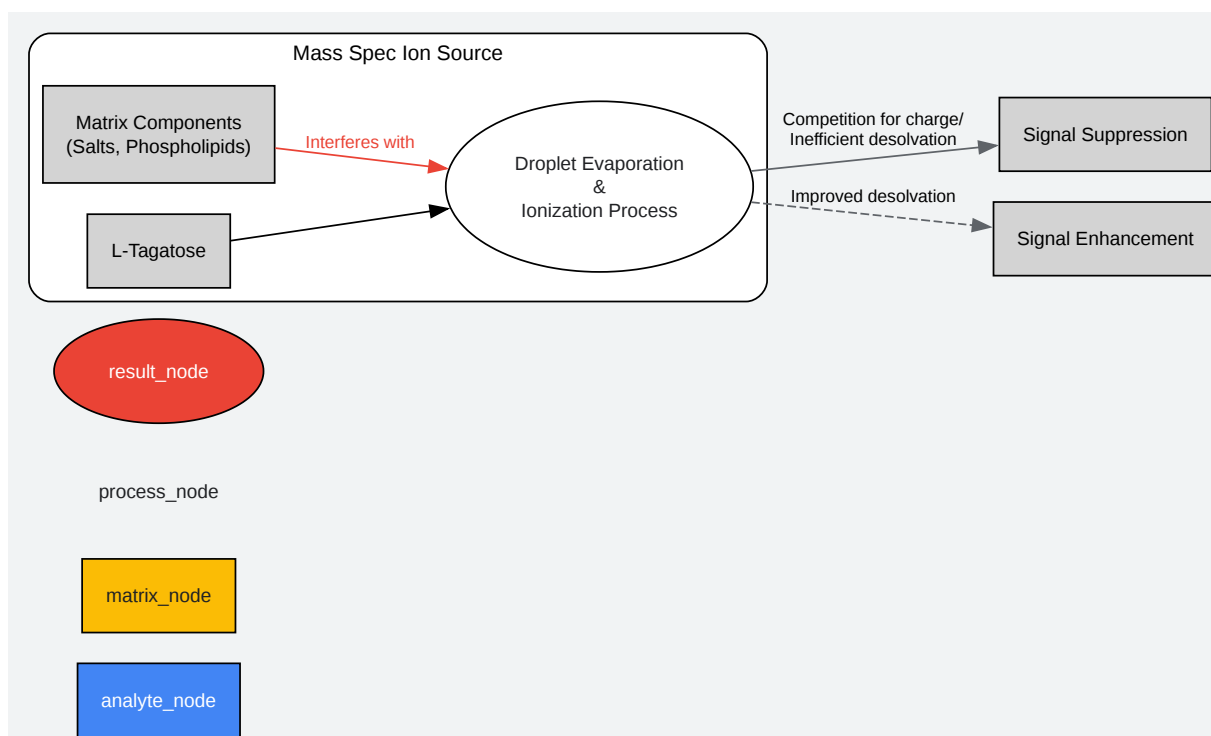 Mass Spec Ion Source
Matrix Components
(Salts, Phospholipids)
Interferes with
L-Tagatose
Droplet Evaporation
&
Ionization Process
Competition for charge/
Inefficient desolvation
Improved desolvation
Signal Suppression
Signal Enhancement
result_node
process_node
matrix_node
analyte_node